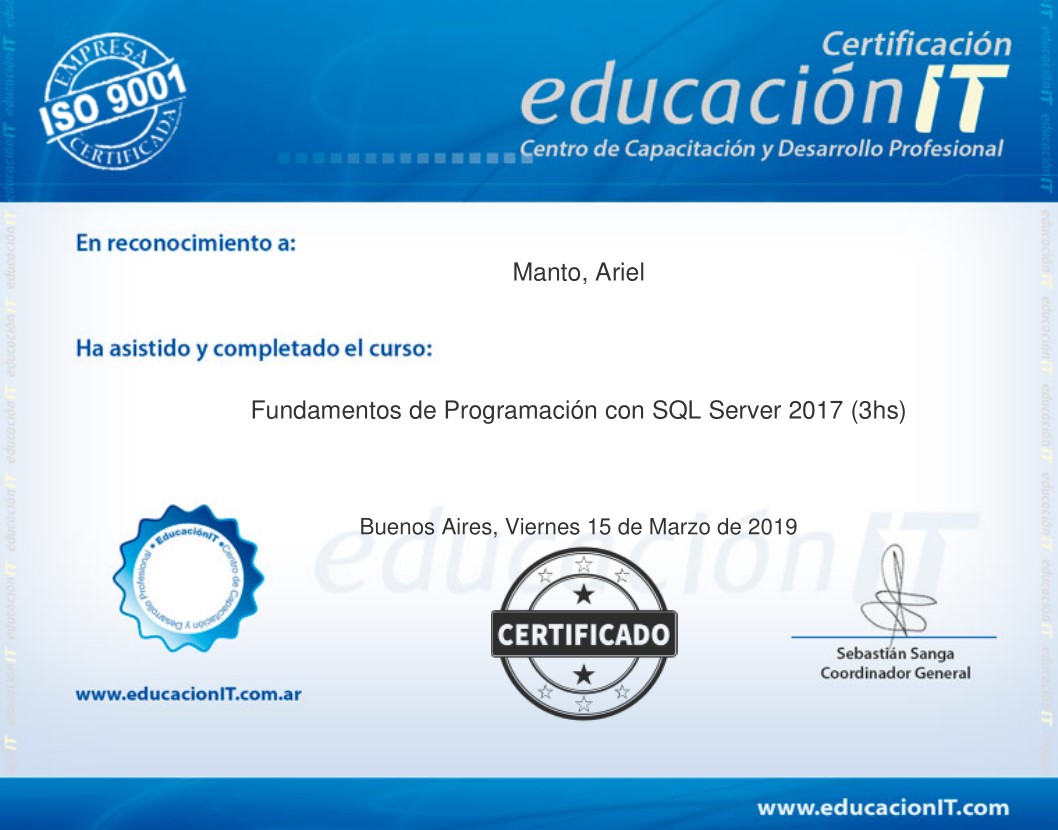 EMPRESA
ISO 9001
CERTIFICADA
Certificación
educaciónIT
Centro de Capacitación y Desarrollo Profesional
En reconocimiento a:
Manto, Ariel
Ha asistido y completado el curso:
Fundamentos de Programación con SQL Server 2017 (3hs)
Buenos Aires, Viernes 15 de Marzo de 2019
educaciónIT
• EducaciónIT • Centro de Capacitación y Desarrollo Profesional
CERTIFICADO
Sebastián Sanga
Coordinador General
www.educacionIT.com.ar
www.educacionIT.com